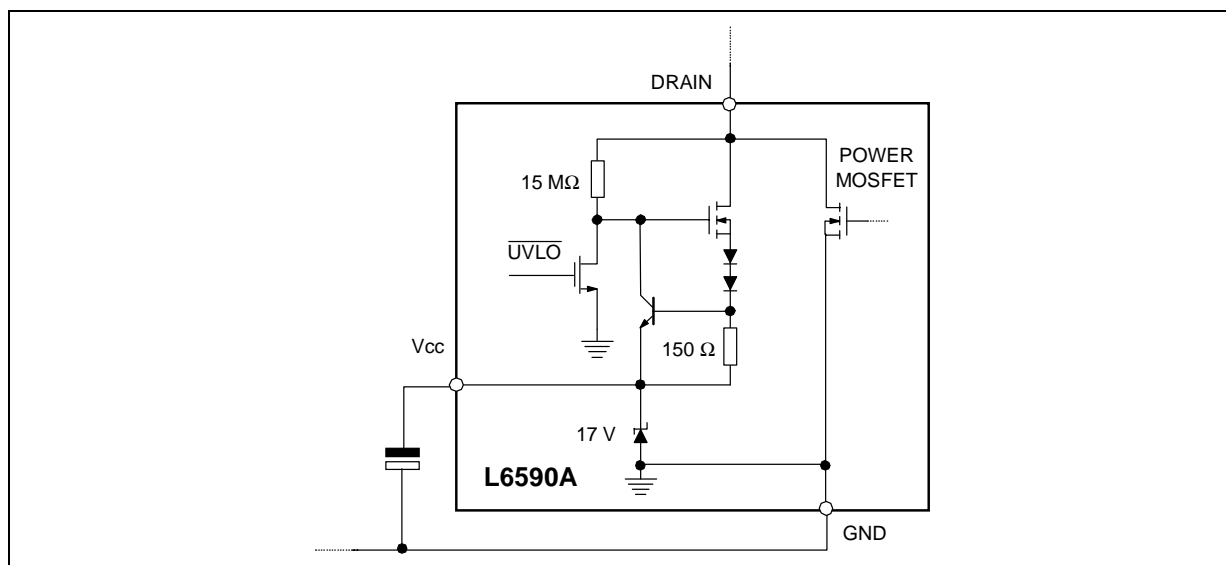 DRAIN
POWER
MOSFET
15 MΩ
UVLO
Vcc
150 Ω
17 V
L6590A
GND